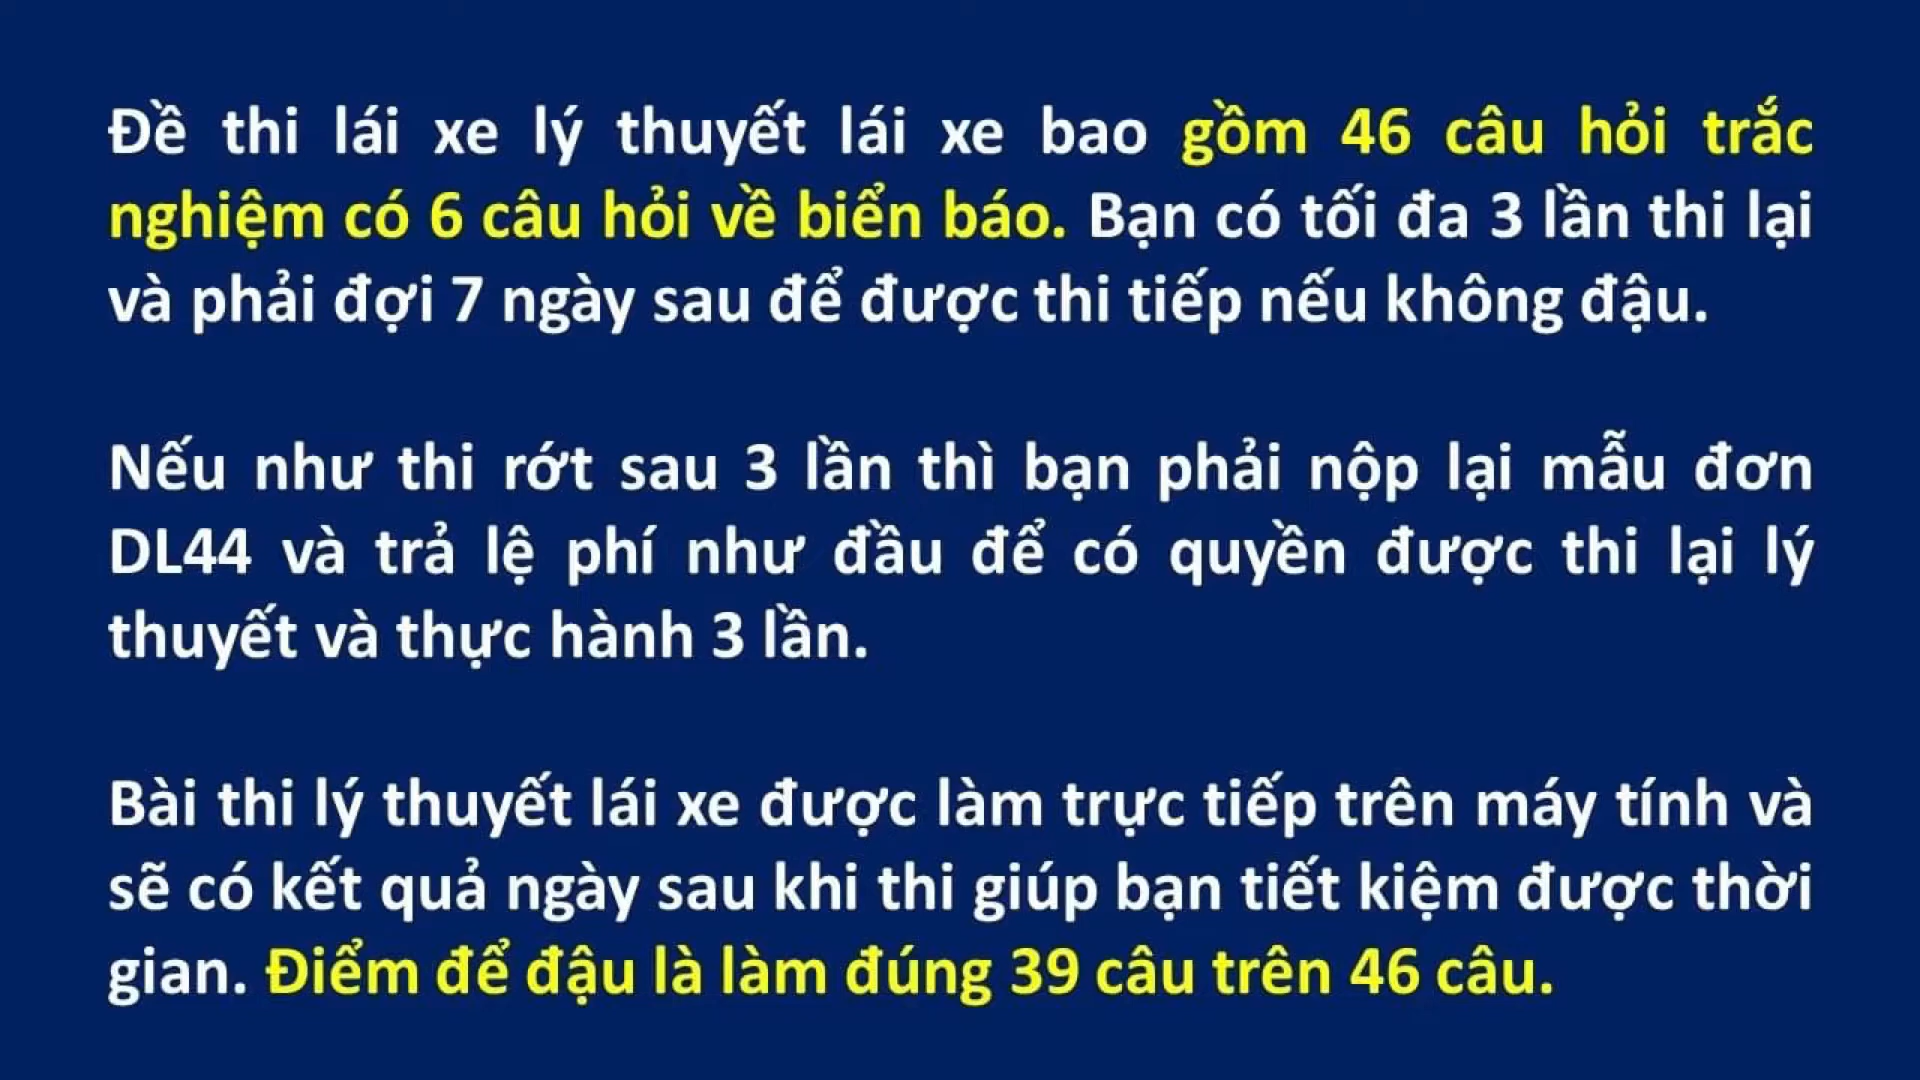 Đề thi lái xe lý thuyết lái xe bao gồm 46 câu hỏi trắc
nghiệm có 6 câu hỏi về biển báo. Bạn có tối đa 3 lần thi lại
và phải đợi 7 ngày sau để được thi tiếp nếu không đậu.
Nếu như thi rớt sau 3 lần thì bạn phải nộp lại mẫu đơn
DL44 và trả lệ phí như đầu để có quyền được thi lại lý
thuyết và thực hành 3 lần.
Bài thi lý thuyết lái xe được làm trực tiếp trên máy tính và
sẽ có kết quả ngày sau khi thi giúp bạn tiết kiệm được thời
gian. Điểm để đậu là làm đúng 39 câu trên 46 câu.